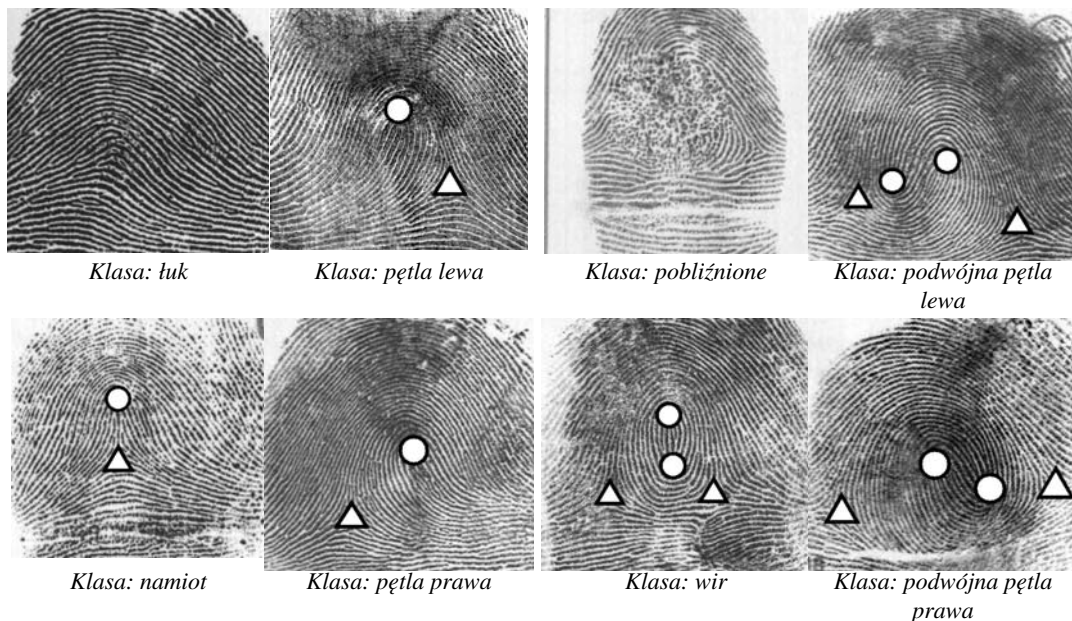 Klasa: łuk
Klasa: pętla lewa
Klasa: pobliźnione
Klasa: podwójna pętla
lewa
Klasa: namiot
Klasa: pętla prawa
Klasa: wir
Klasa: podwójna pętla
prawa